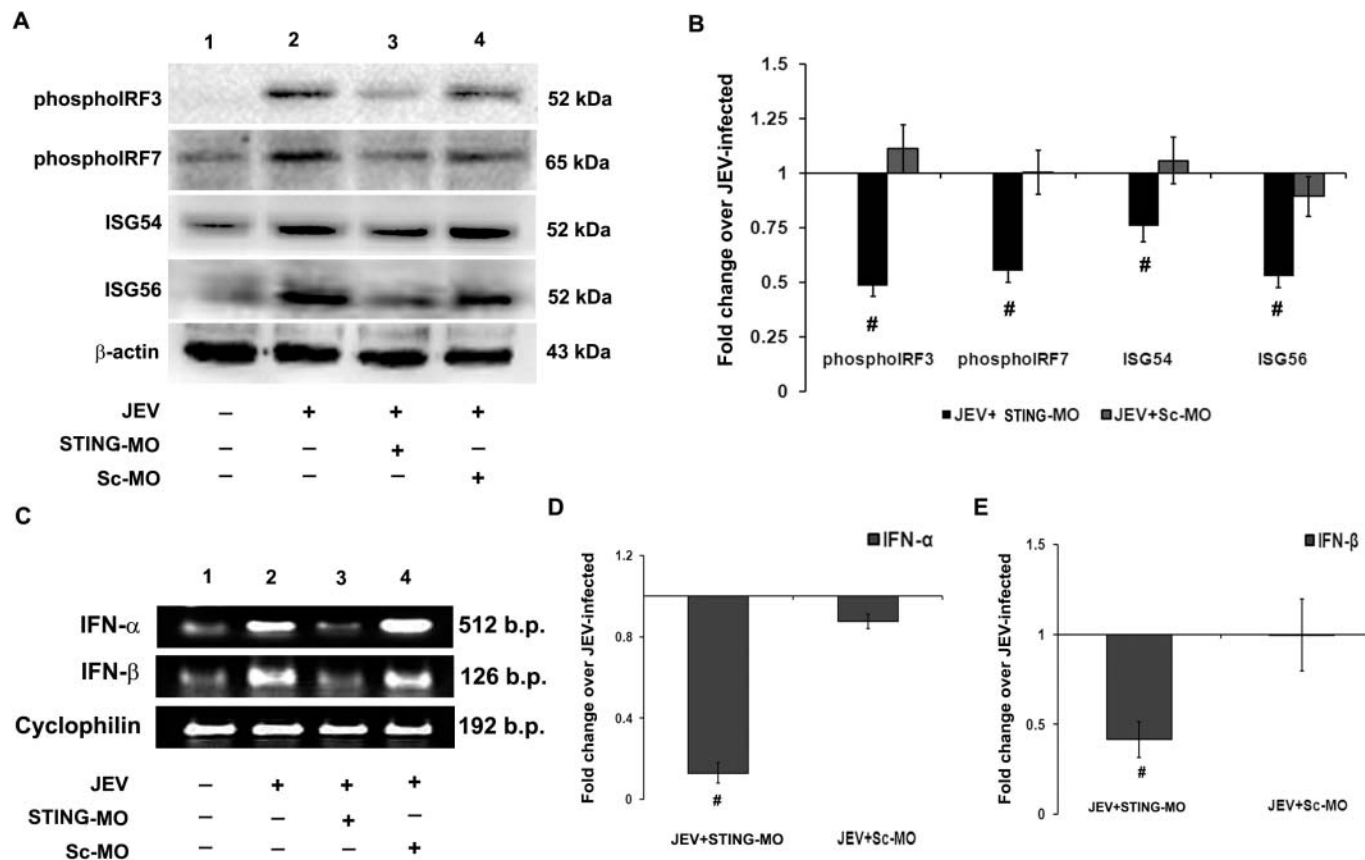 A
1 2 3 4
phosphoIRF3 52 kDa
phosphoIRF7 65 kDa
ISG54 52 kDa
ISG56 52 kDa
β-actin 43 kDa
JEV – + + +
STING-MO – – + –
Sc-MO – – – +
B
Fold change over JEV-infected
1.5
1.25
1
0.75
0.5
0.25
0
# # # #
phosphoIRF3 phosphoIRF7 ISG54 ISG56
JEV+ STING-MO JEV+Sc-MO
C
1 2 3 4
IFN-α 512 b.p.
IFN-β 126 b.p.
Cyclophilin 192 b.p.
JEV – + + +
STING-MO – – + –
Sc-MO – – – +
D
IFN-α
Fold change over JEV-infected
1.2
0.8
0.4
0
#
JEV+STING-MO JEV+Sc-MO
E
IFN-β
Fold change over JEV-infected
1.5
1
0.5
0
#
JEV+STING-MO JEV+Sc-MO